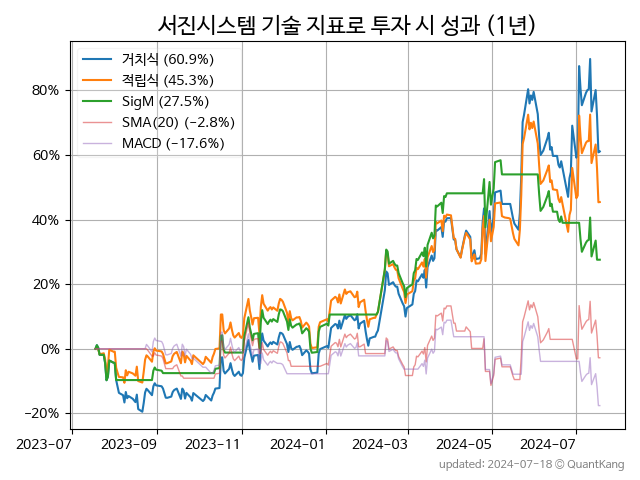 서진시스템 기술 지표로 투자 시 성과 (1년)
거치식 (60.9%)
적립식 (45.3%)
SigM (27.5%)
SMA(20) (−2.8%)
MACD (−17.6%)
80%
60%
40%
20%
0%
−20%
2023-07 2023-09 2023-11 2024-01 2024-03 2024-05 2024-07
updated: 2024-07-18 © QuantKang